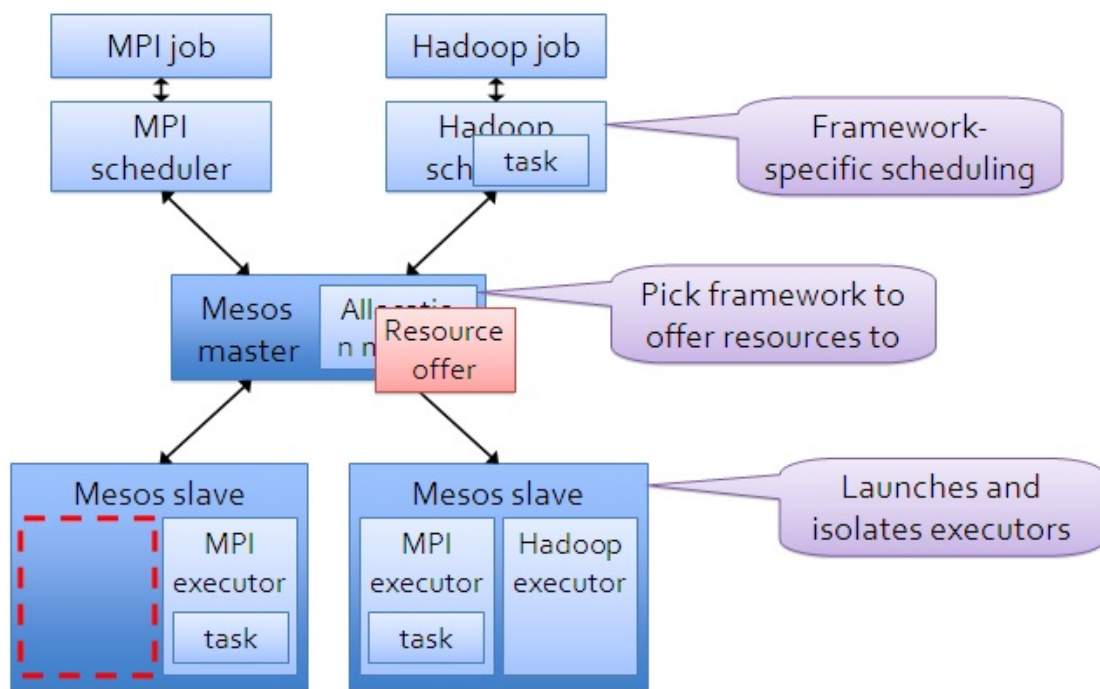 MPI job
Hadoop job
MPI
scheduler
Hadoop
task
Framework-
specific scheduling
Mesos
master
Resource
offer
Pick framework to
offer resources to
Mesos slave
MPI
executor
task
Mesos slave
MPI
executor
task
Hadoop
executor
Launches and
isolates executors